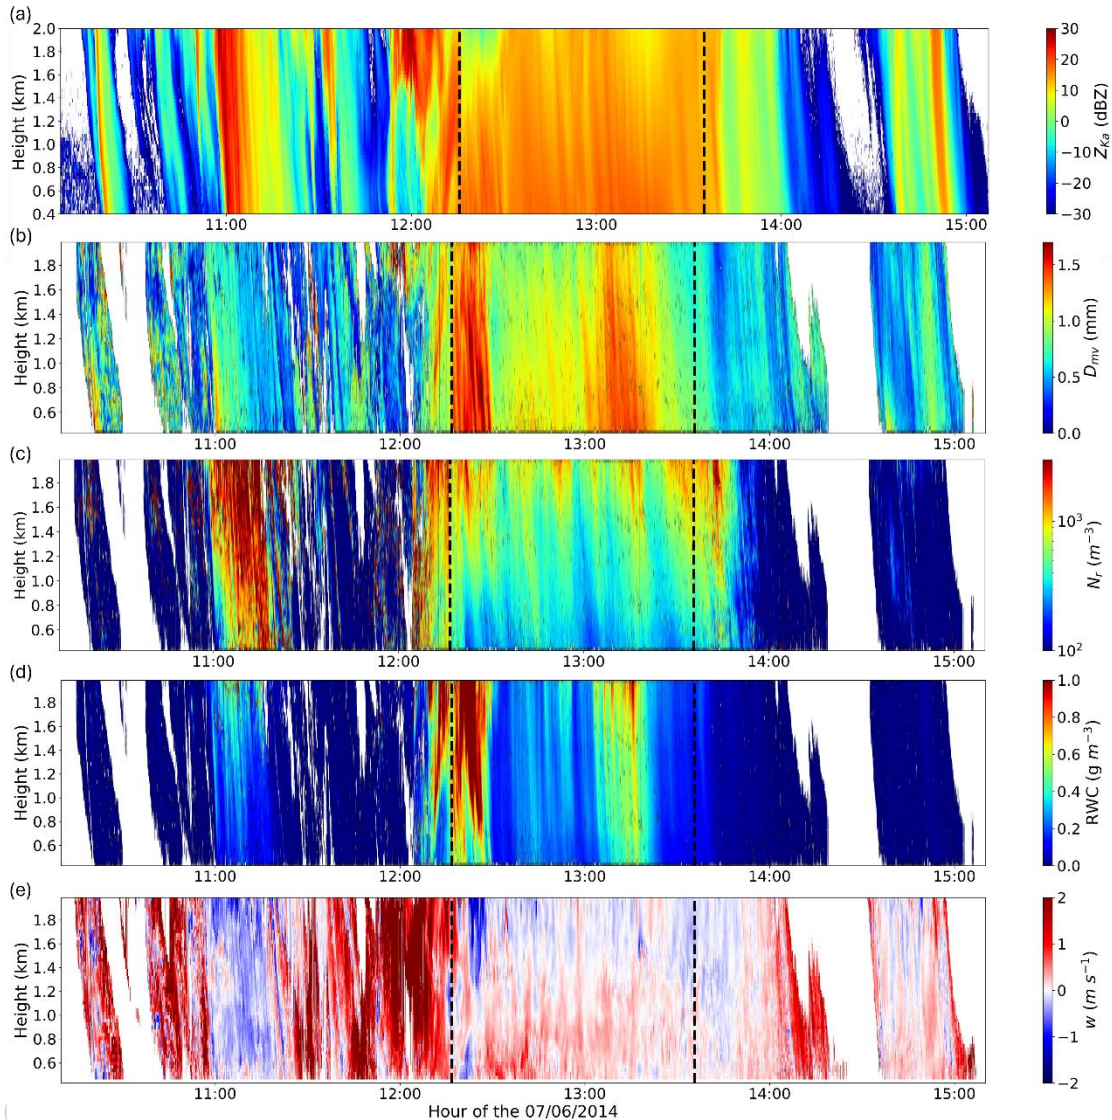 (a)
2.0
1.8
1.6
1.4
1.2
1.0
0.8
0.6
0.4
Height (km)
11:00 12:00 13:00 14:00 15:00
30
20
10
0
−10
−20
−30
Z_Ka (dBZ)
(b)
1.8
1.6
1.4
1.2
1.0
0.8
0.6
Height (km)
11:00 12:00 13:00 14:00 15:00
1.5
1.0
0.5
0.0
D_mv (mm)
(c)
1.8
1.6
1.4
1.2
1.0
0.8
0.6
Height (km)
11:00 12:00 13:00 14:00 15:00
10³
10²
N_r (m⁻³)
(d)
1.8
1.6
1.4
1.2
1.0
0.8
0.6
Height (km)
11:00 12:00 13:00 14:00 15:00
1.0
0.8
0.6
0.4
0.2
0.0
RWC (g m⁻³)
(e)
1.8
1.6
1.4
1.2
1.0
0.8
0.6
Height (km)
11:00 12:00 13:00 14:00 15:00
2
1
0
−1
−2
w (m s⁻¹)
Hour of the 07/06/2014